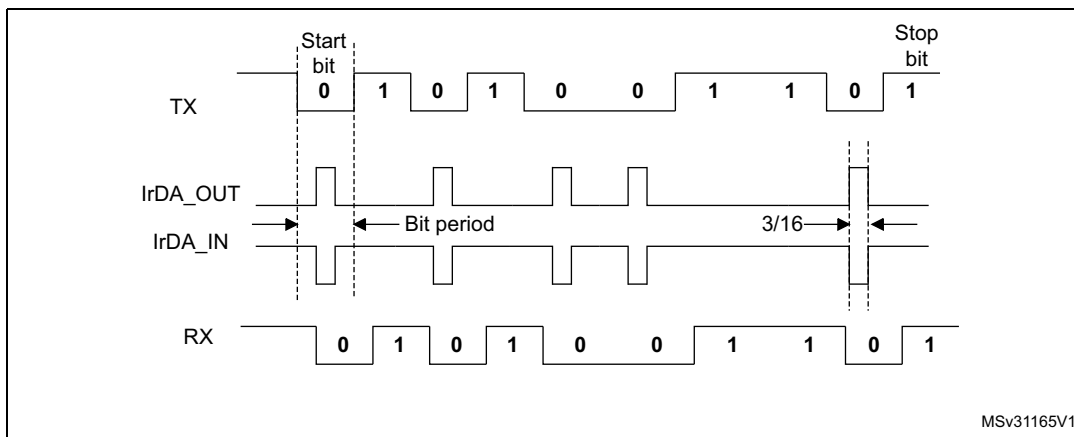 Start
bit
Stop
bit
TX
0 1 0 1 0 0 1 1 0 1
IrDA_OUT
Bit period
3/16
IrDA_IN
RX
0 1 0 1 0 0 1 1 0 1
MSv31165V1